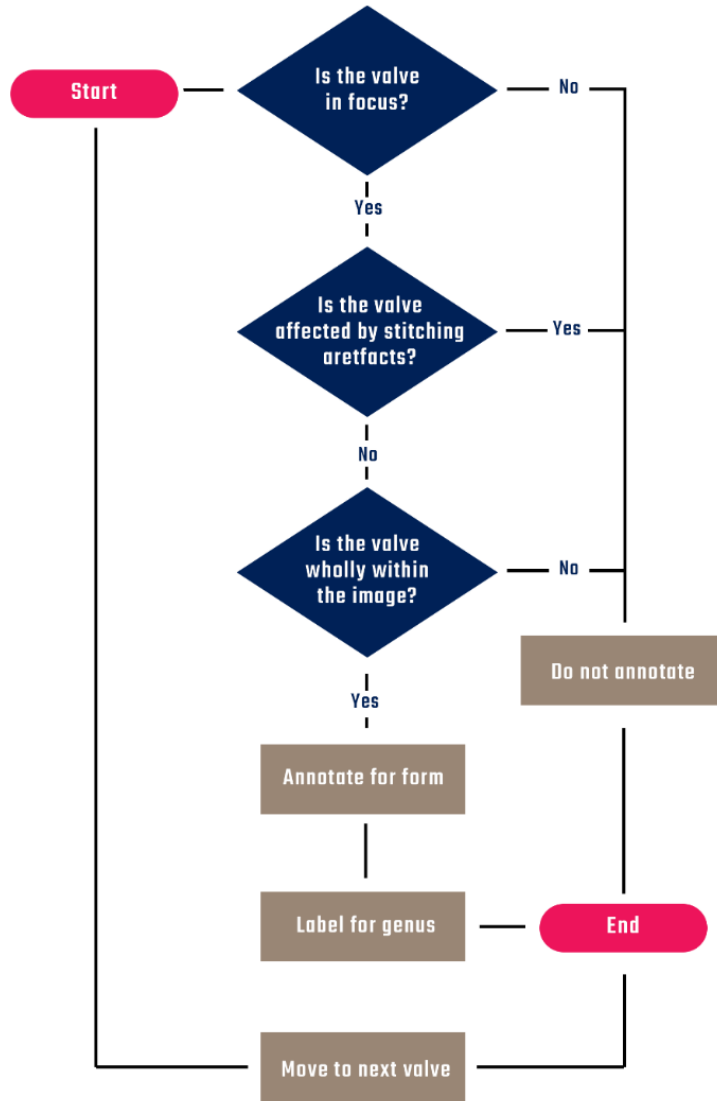 Start
Is the valve
in focus?
No
Yes
Is the valve
affected by stitching
aretfacts?
Yes
No
Is the valve
wholly within
the image?
No
Yes
Do not annotate
Annotate for form
Label for genus
End
Move to next valve